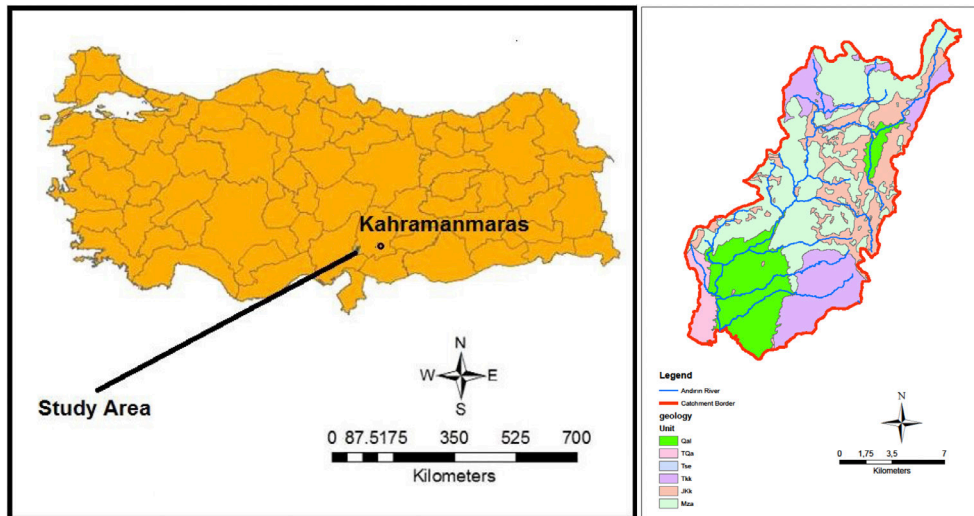 Kahramanmaras
Study Area
N
W E
S
0 87.5175 350 525 700
Kilometers
Legend
Andırın River
Catchment Border
geology
Unit
Qal
TQa
Tse
Tkk
JKk
Mza
N
0 1,75 3,5 7
Kilometers